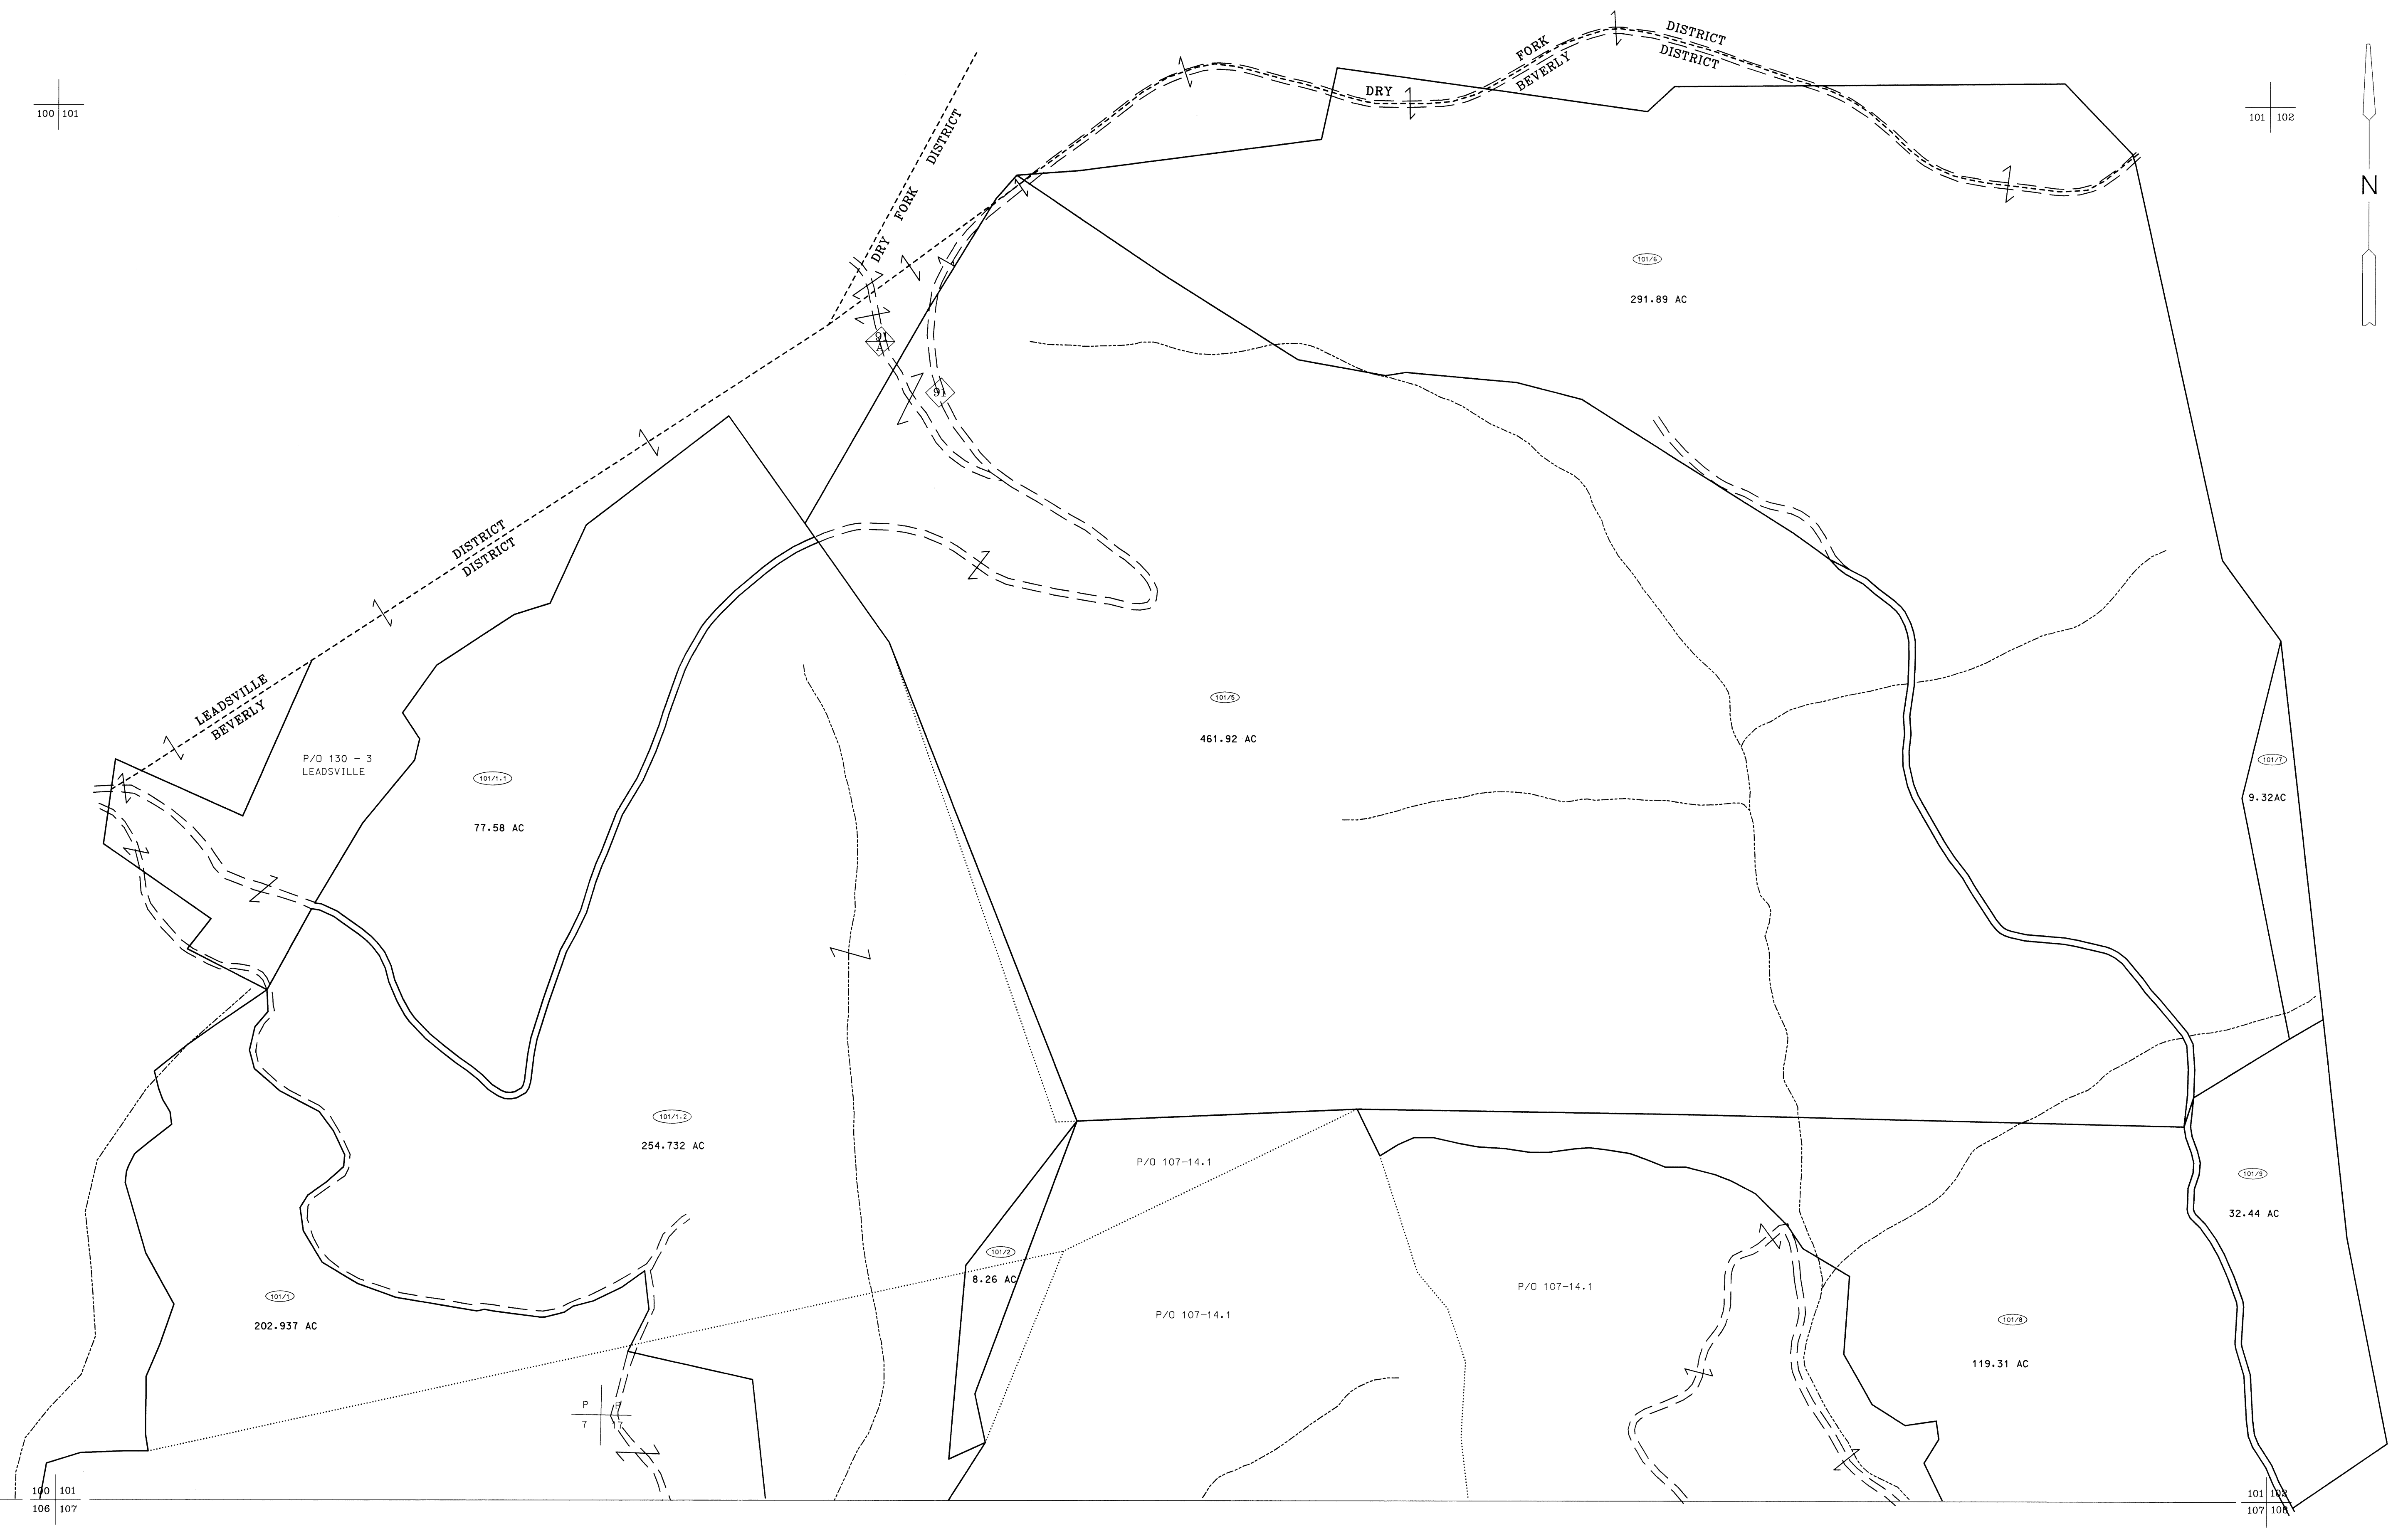 DISTRICT
FORK
DISTRICT
BEVERLY
DRY
100 101
101 102
DRY FORK DISTRICT
N
101/6
291.89 AC
91
A
91
DISTRICT
DISTRICT
LEADSVILLE
BEVERLY
101/5
461.92 AC
P/O 130 - 3
LEADSVILLE
101/1.1
77.58 AC
101/7
9.32AC
101/1.2
254.732 AC
P/O 107-14.1
101/9
32.44 AC
101/2
8.26 AC
P/O 107-14.1
101/1
202.937 AC
P/O 107-14.1
101/8
119.31 AC
P P
7 17
100 101
106 107
101 102
107 108